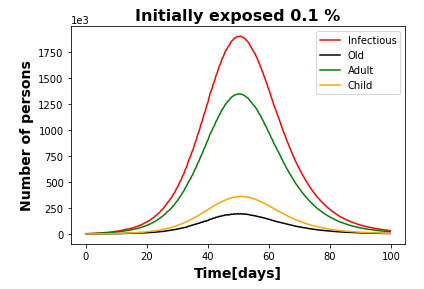 Initially exposed 0.1 %
1e3
1750
1500
1250
1000
750
500
250
0
Number of persons
0 20 40 60 80 100
Time[days]
Infectious
Old
Adult
Child